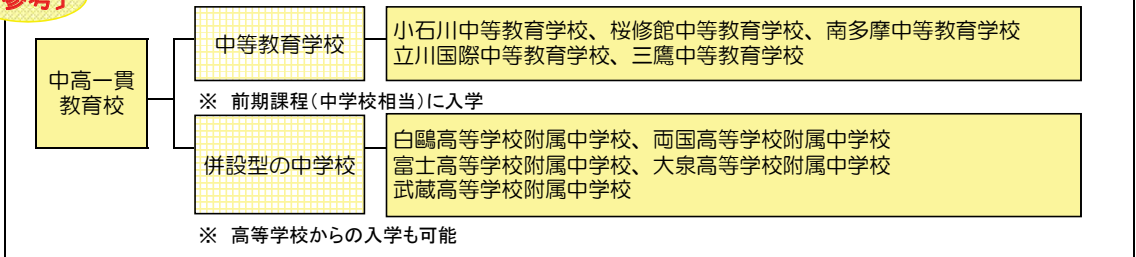 参考」
中高一貫
教育校
中等教育学校
小石川中等教育学校、桜修館中等教育学校、南多摩中等教育学校
立川国際中等教育学校、三鷹中等教育学校
※ 前期課程(中学校相当)に入学
併設型の中学校
白鷗高等学校附属中学校、両国高等学校附属中学校
富士高等学校附属中学校、大泉高等学校附属中学校
武蔵高等学校附属中学校
※ 高等学校からの入学も可能